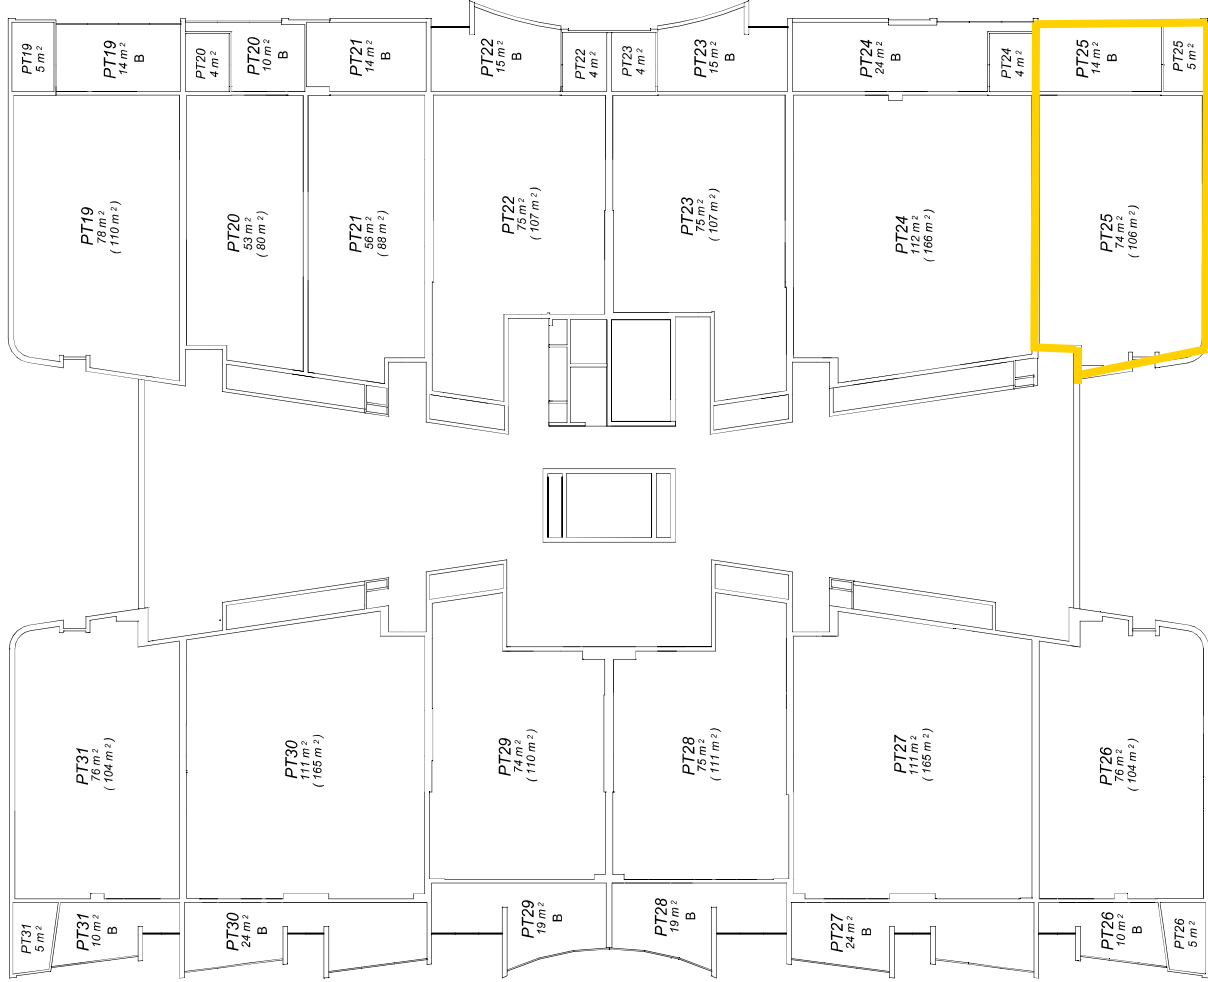 PT19
5 m²
PT19
14 m²
B
PT20
4 m²
PT20
10 m²
B
PT21
14 m²
B
PT22
15 m²
B
PT22
4 m²
PT23
4 m²
PT23
15 m²
B
PT24
24 m²
B
PT24
4 m²
PT25
14 m²
B
PT25
5 m²
PT19
78 m²
( 110 m² )
PT20
53 m²
( 80 m² )
PT21
56 m²
( 88 m² )
PT22
75 m²
( 107 m² )
PT23
75 m²
( 107 m² )
PT24
112 m²
( 166 m² )
PT25
74 m²
( 106 m² )
PT31
76 m²
( 104 m² )
PT30
111 m²
( 165 m² )
PT29
74 m²
( 110 m² )
PT28
75 m²
( 111 m² )
PT27
111 m²
( 165 m² )
PT26
76 m²
( 104 m² )
PT31
5 m²
PT31
10 m²
B
PT30
24 m²
B
PT29
19 m²
B
PT28
19 m²
B
PT27
24 m²
B
PT26
10 m²
B
PT26
5 m²